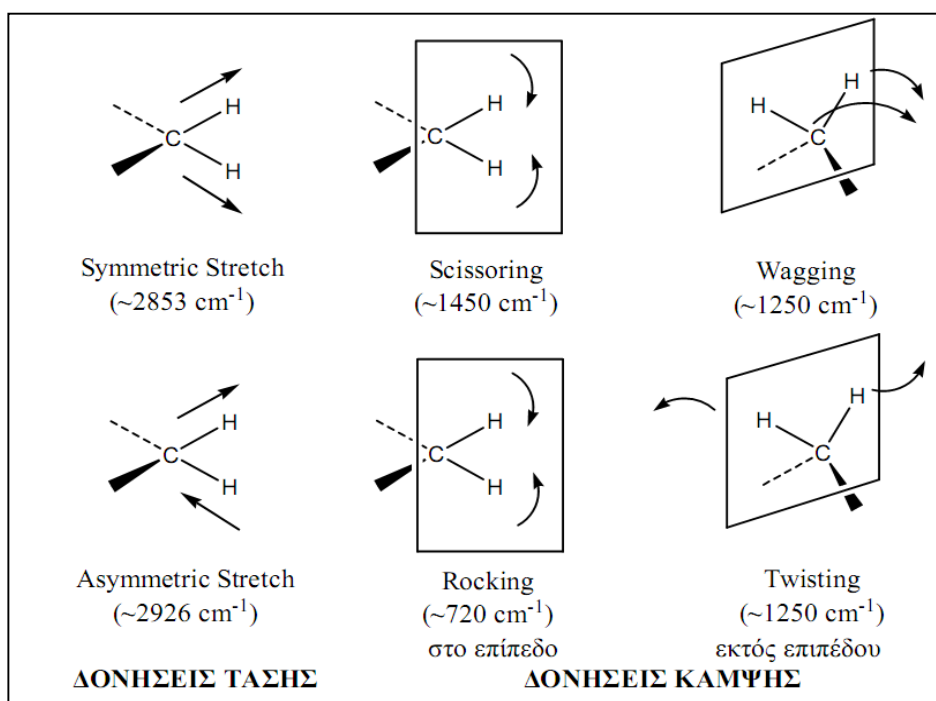 H
C
H
Symmetric Stretch
(~2853 cm⁻¹)
H
C
H
Scissoring
(~1450 cm⁻¹)
H
H
C
Wagging
(~1250 cm⁻¹)
H
C
H
Asymmetric Stretch
(~2926 cm⁻¹)
H
C
H
Rocking
(~720 cm⁻¹)
στο επίπεδο
H
H
C
Twisting
(~1250 cm⁻¹)
εκτός επιπέδου
ΔΟΝΗΣΕΙΣ ΤΑΣΗΣ
ΔΟΝΗΣΕΙΣ ΚΑΜΨΗΣ